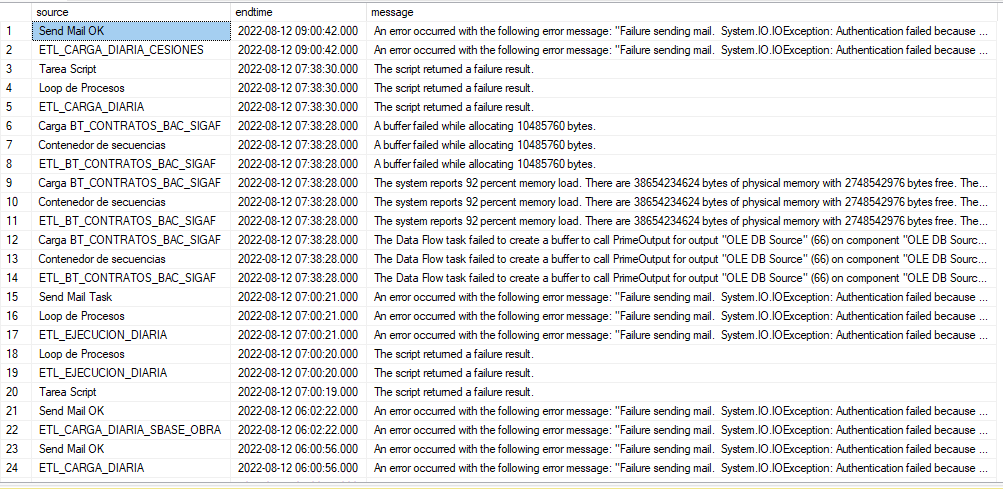 source endtime message
1 Send Mail OK 2022-08-12 09:00:42.000 An error occurred with the following error message: "Failure sending mail.  System.IO.IOException: Authentication failed because ...
2 ETL_CARGA_DIARIA_CESIONES 2022-08-12 09:00:42.000 An error occurred with the following error message: "Failure sending mail.  System.IO.IOException: Authentication failed because ...
3 Tarea Script 2022-08-12 07:38:30.000 The script returned a failure result.
4 Loop de Procesos 2022-08-12 07:38:30.000 The script returned a failure result.
5 ETL_CARGA_DIARIA 2022-08-12 07:38:30.000 The script returned a failure result.
6 Carga BT_CONTRATOS_BAC_SIGAF 2022-08-12 07:38:28.000 A buffer failed while allocating 10485760 bytes.
7 Contenedor de secuencias 2022-08-12 07:38:28.000 A buffer failed while allocating 10485760 bytes.
8 ETL_BT_CONTRATOS_BAC_SIGAF 2022-08-12 07:38:28.000 A buffer failed while allocating 10485760 bytes.
9 Carga BT_CONTRATOS_BAC_SIGAF 2022-08-12 07:38:28.000 The system reports 92 percent memory load. There are 38654234624 bytes of physical memory with 2748542976 bytes free. The...
10 Contenedor de secuencias 2022-08-12 07:38:28.000 The system reports 92 percent memory load. There are 38654234624 bytes of physical memory with 2748542976 bytes free. The...
11 ETL_BT_CONTRATOS_BAC_SIGAF 2022-08-12 07:38:28.000 The system reports 92 percent memory load. There are 38654234624 bytes of physical memory with 2748542976 bytes free. The...
12 Carga BT_CONTRATOS_BAC_SIGAF 2022-08-12 07:38:28.000 The Data Flow task failed to create a buffer to call PrimeOutput for output "OLE DB Source" (66) on component "OLE DB Sourc...
13 Contenedor de secuencias 2022-08-12 07:38:28.000 The Data Flow task failed to create a buffer to call PrimeOutput for output "OLE DB Source" (66) on component "OLE DB Sourc...
14 ETL_BT_CONTRATOS_BAC_SIGAF 2022-08-12 07:38:28.000 The Data Flow task failed to create a buffer to call PrimeOutput for output "OLE DB Source" (66) on component "OLE DB Sourc...
15 Send Mail Task 2022-08-12 07:00:21.000 An error occurred with the following error message: "Failure sending mail.  System.IO.IOException: Authentication failed because ...
16 Loop de Procesos 2022-08-12 07:00:21.000 An error occurred with the following error message: "Failure sending mail.  System.IO.IOException: Authentication failed because ...
17 ETL_EJECUCION_DIARIA 2022-08-12 07:00:21.000 An error occurred with the following error message: "Failure sending mail.  System.IO.IOException: Authentication failed because ...
18 Loop de Procesos 2022-08-12 07:00:20.000 The script returned a failure result.
19 ETL_EJECUCION_DIARIA 2022-08-12 07:00:20.000 The script returned a failure result.
20 Tarea Script 2022-08-12 07:00:19.000 The script returned a failure result.
21 Send Mail OK 2022-08-12 06:02:22.000 An error occurred with the following error message: "Failure sending mail.  System.IO.IOException: Authentication failed because ...
22 ETL_CARGA_DIARIA_SBASE_OBRA 2022-08-12 06:02:22.000 An error occurred with the following error message: "Failure sending mail.  System.IO.IOException: Authentication failed because ...
23 Send Mail OK 2022-08-12 06:00:56.000 An error occurred with the following error message: "Failure sending mail.  System.IO.IOException: Authentication failed because ...
24 ETL_CARGA_DIARIA 2022-08-12 06:00:56.000 An error occurred with the following error message: "Failure sending mail.  System.IO.IOException: Authentication failed because ...